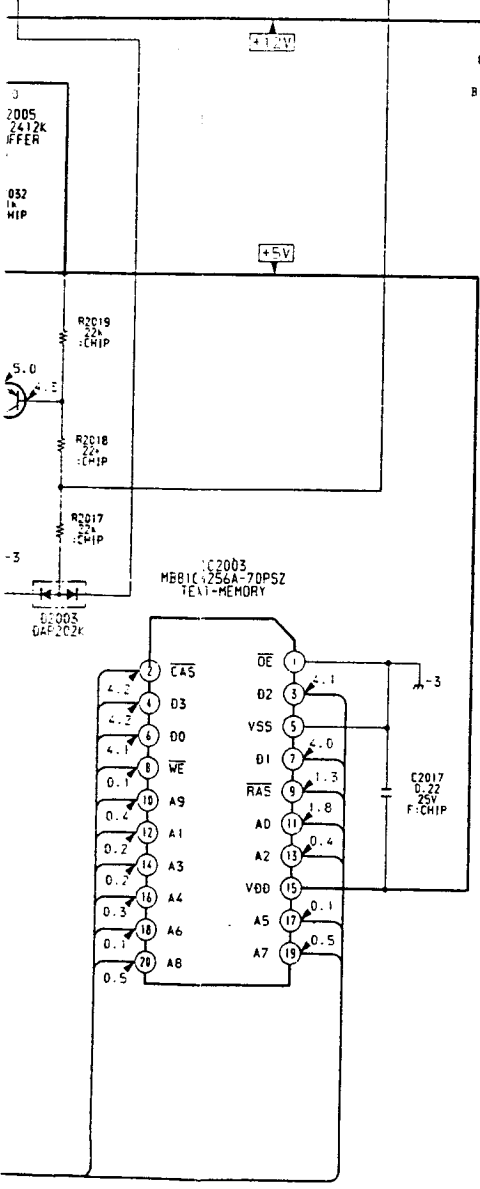 +12V
B
2005
2412K
032
1k
HIP
+5V
R2019
22k
:CHIP
5.0
R2018
22k
:CHIP
R2017
22k
:CHIP
-3
D2003
DAP202K
IC2003
MB81C4256A-70PSZ
TEXT-MEMORY
2 CAS
OE 1
-3
4.2
D2 3
4.1
4 D3
4.2
VSS 5
6 D0
4.1
D1 7
4.0
8 WE
0.1
RAS 9
1.3
C2017
0.22
25V
F:CHIP
10 A9
0.4
A0 11
1.8
12 A1
0.2
A2 13
0.4
14 A3
0.2
VDD 15
16 A4
0.3
A5 17
0.1
18 A6
0.1
A7 19
0.5
20 A8
0.5